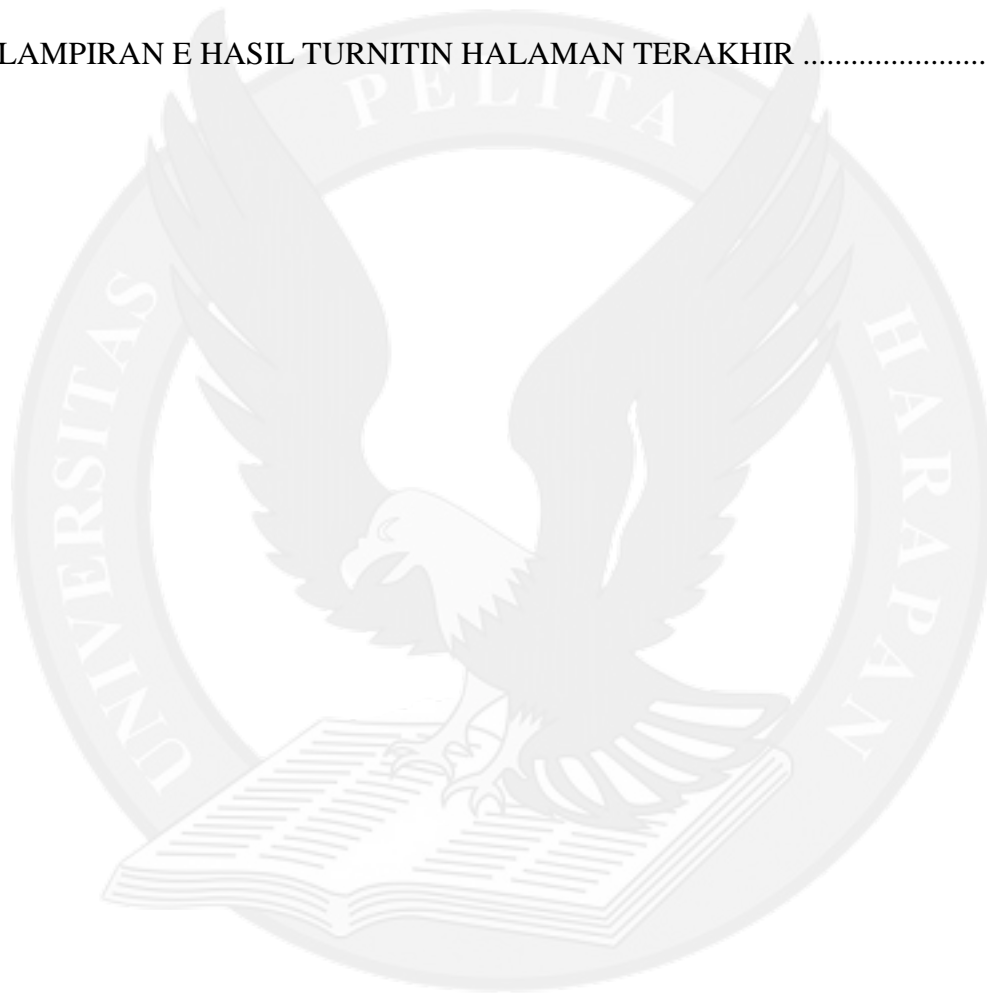 LAMPIRAN E HASIL TURNITIN HALAMAN TERAKHIR .......................
UNIVERSITAS PELITA HARAPAN